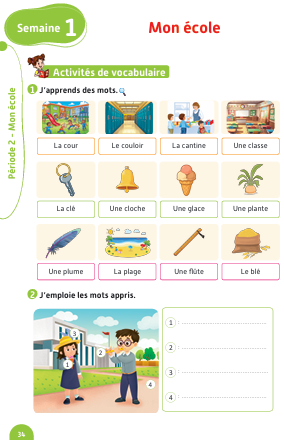 Semaine 1
Mon école
Période 2 - Mon école
Activités de vocabulaire
1 J'apprends des mots.
La cour
Le couloir
La cantine
Une classe
La clé
Une cloche
Une glace
Une plante
Une plume
La plage
Une flûte
Le blé
2 J'emploie les mots appris.
3
2
1
4
1 :
2
3
4
34